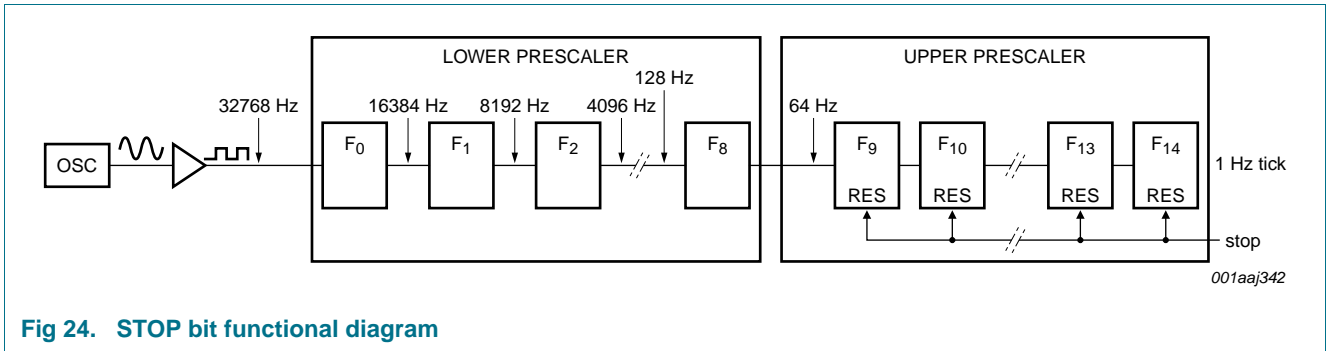 LOWER PRESCALER
UPPER PRESCALER
128 Hz
32768 Hz
16384 Hz
8192 Hz
4096 Hz
64 Hz
OSC
F0
F1
F2
F8
F9
F10
F13
F14
1 Hz tick
RES
RES
RES
RES
stop
001aaj342
Fig 24. STOP bit functional diagram